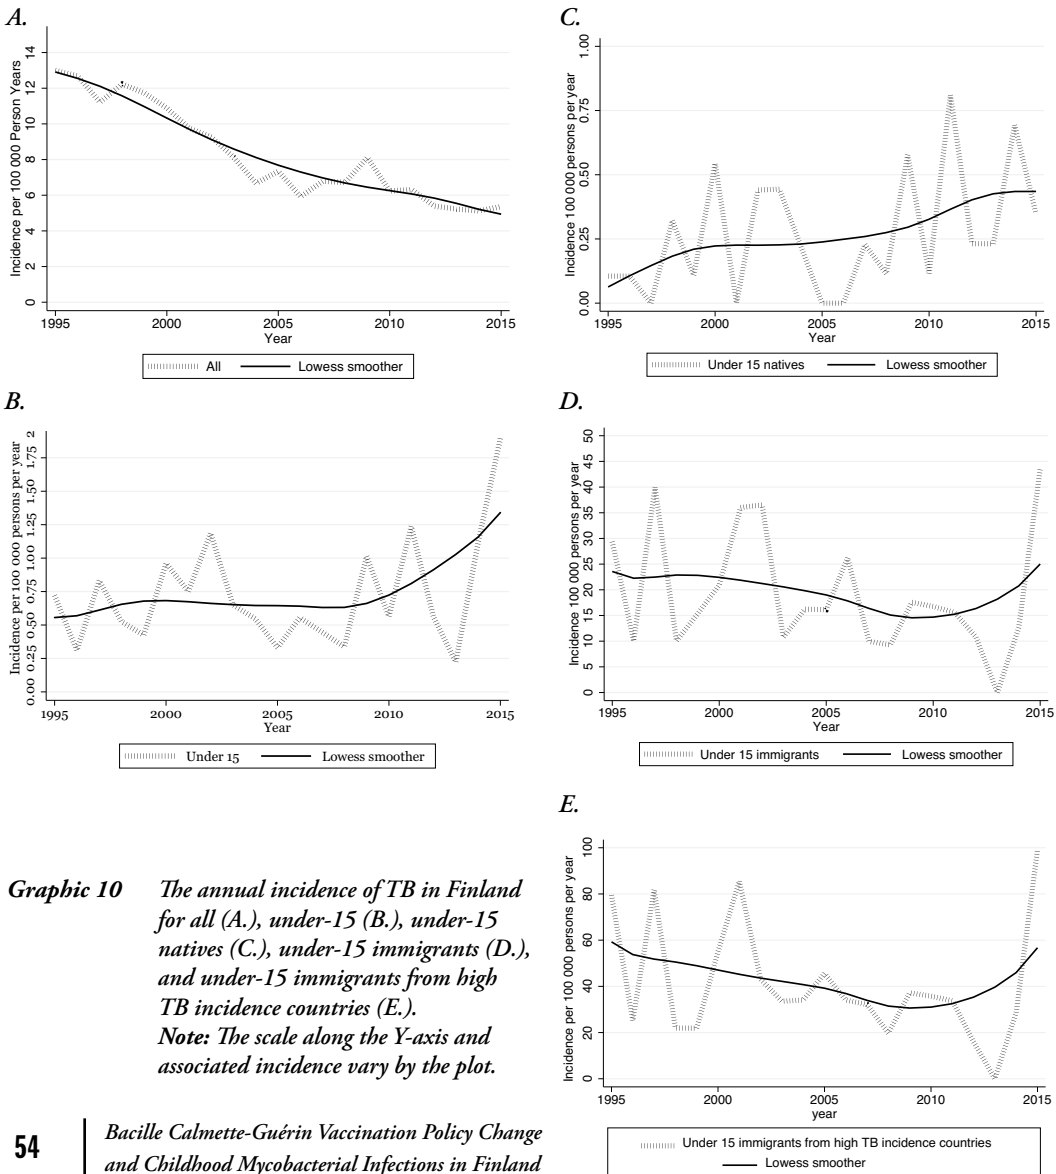 A.
Incidence per 100 000 Person Years
14
12
10
8
6
4
2
0
1995 2000 2005 2010 2015
Year
All Lowess smoother
B.
Incidence per 100 000 persons per year
2
1.75
1.50
1.25
1.00
0.75
0.50
0.25
0.00
1995 2000 2005 2010 2015
Year
Under 15 Lowess smoother
C.
Incidence 100 000 persons per year
1.00
0.75
0.50
0.25
0.00
1995 2000 2005 2010 2015
Year
Under 15 natives Lowess smoother
D.
Incidence 100 000 persons per year
50
45
40
35
30
25
20
15
10
5
0
1995 2000 2005 2010 2015
Year
Under 15 immigrants Lowess smoother
E.
Incidence per 100 000 persons per year
100
80
60
40
20
0
1995 2000 2005 2010 2015
year
Under 15 immigrants from high TB incidence countries
Lowess smoother
Graphic 10 The annual incidence of TB in Finland
for all (A.), under-15 (B.), under-15
natives (C.), under-15 immigrants (D.),
and under-15 immigrants from high
TB incidence countries (E.).
Note: The scale along the Y-axis and
associated incidence vary by the plot.
54
Bacille Calmette-Guérin Vaccination Policy Change
and Childhood Mycobacterial Infections in Finland